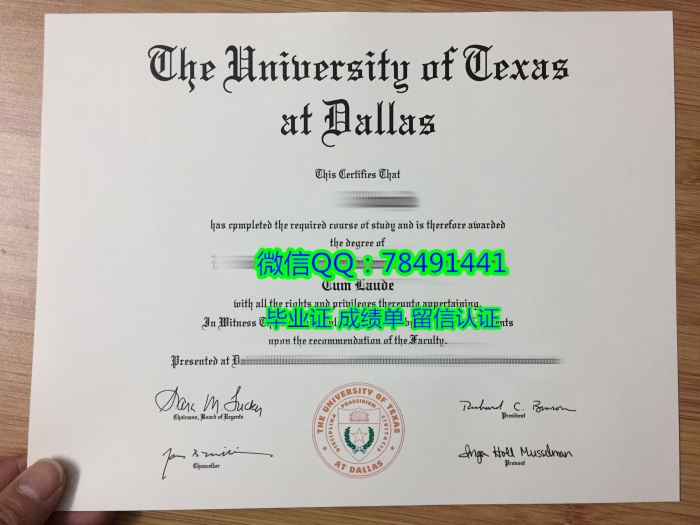 The University of Texas
at Dallas
This Certifies That
has cpmpleted the required course of study and is therefore awarded
the degree of
微信QQ：78491441
Cum Laude
with all the rights and privileges thereunto appertaining.
In Witness
毕业证 成绩单 留信认证
upon the recommendation of the Faculty.
Presented at
Chairman, Board of Regents
President
Chancellor
Provost
THE UNIVERSITY OF TEXAS
DISCIPLINA PRAESIDIUM CIVITATIS
AT DALLAS